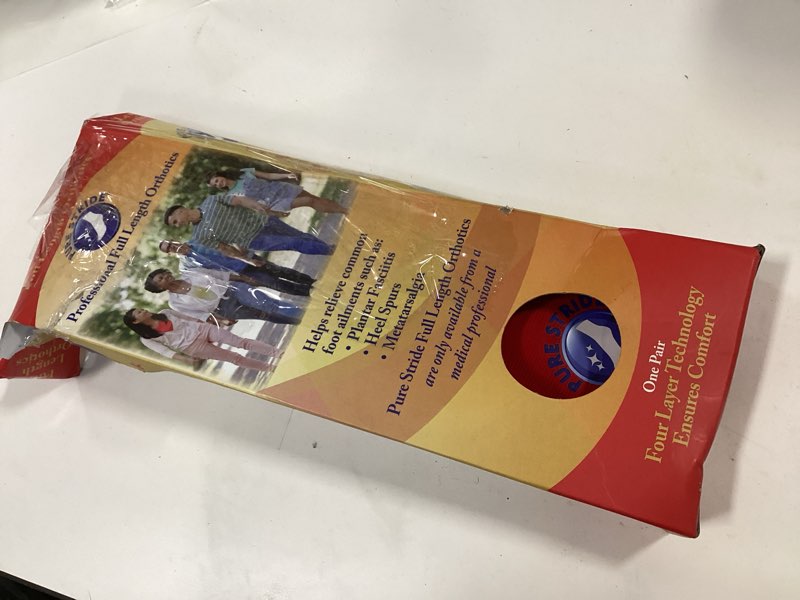 PURE STRIDE
Professional Full Length Orthotics
Helps relieve common
foot ailments such as:
• Plantar Fasciitis
• Heel Spurs
• Metatarsalgia
Pure Stride Full Length Orthotics
are only available from a
medical professional
PURE STRIDE
One Pair
Four Layer Technology
Ensures Comfort
Length
Orthotics